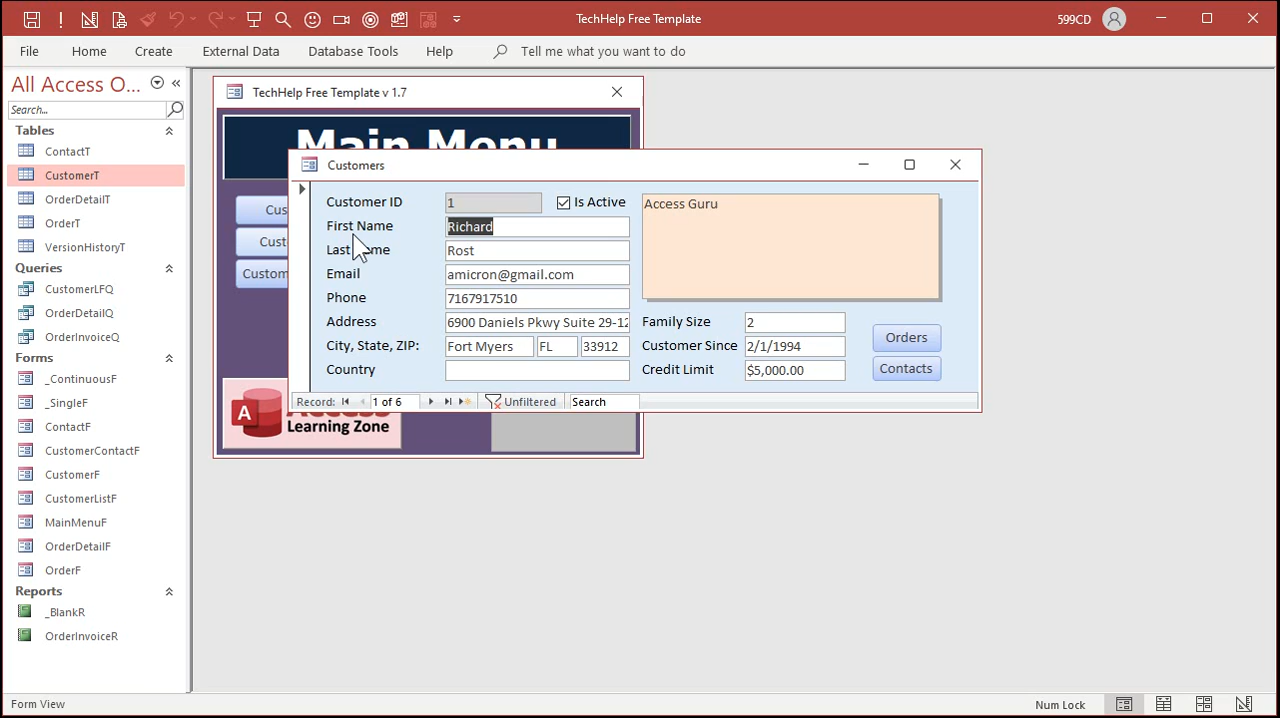 TechHelp Free Template
599CD
File
Home
Create
External Data
Database Tools
Help
Tell me what you want to do
All Access O...
Search...
Tables
ContactT
CustomerT
OrderDetailT
OrderT
VersionHistoryT
Queries
CustomerLFQ
OrderDetailQ
OrderInvoiceQ
Forms
_ContinuousF
_SingleF
ContactF
CustomerContactF
CustomerF
CustomerListF
MainMenuF
OrderDetailF
OrderF
Reports
_BlankR
OrderInvoiceR
TechHelp Free Template v 1.7
Main Menu
Cus
Custo
Custom
A
Learning Zone
Customers
Customer ID 1 Is Active
First Name Richard
Last Name Rost
Email amicron@gmail.com
Phone 7167917510
Address 6900 Daniels Pkwy Suite 29-12
City, State, ZIP: Fort Myers FL 33912
Country
Access Guru
Family Size 2
Customer Since 2/1/1994
Credit Limit $5,000.00
Orders
Contacts
Record: 1 of 6 Unfiltered Search
Form View
Num Lock